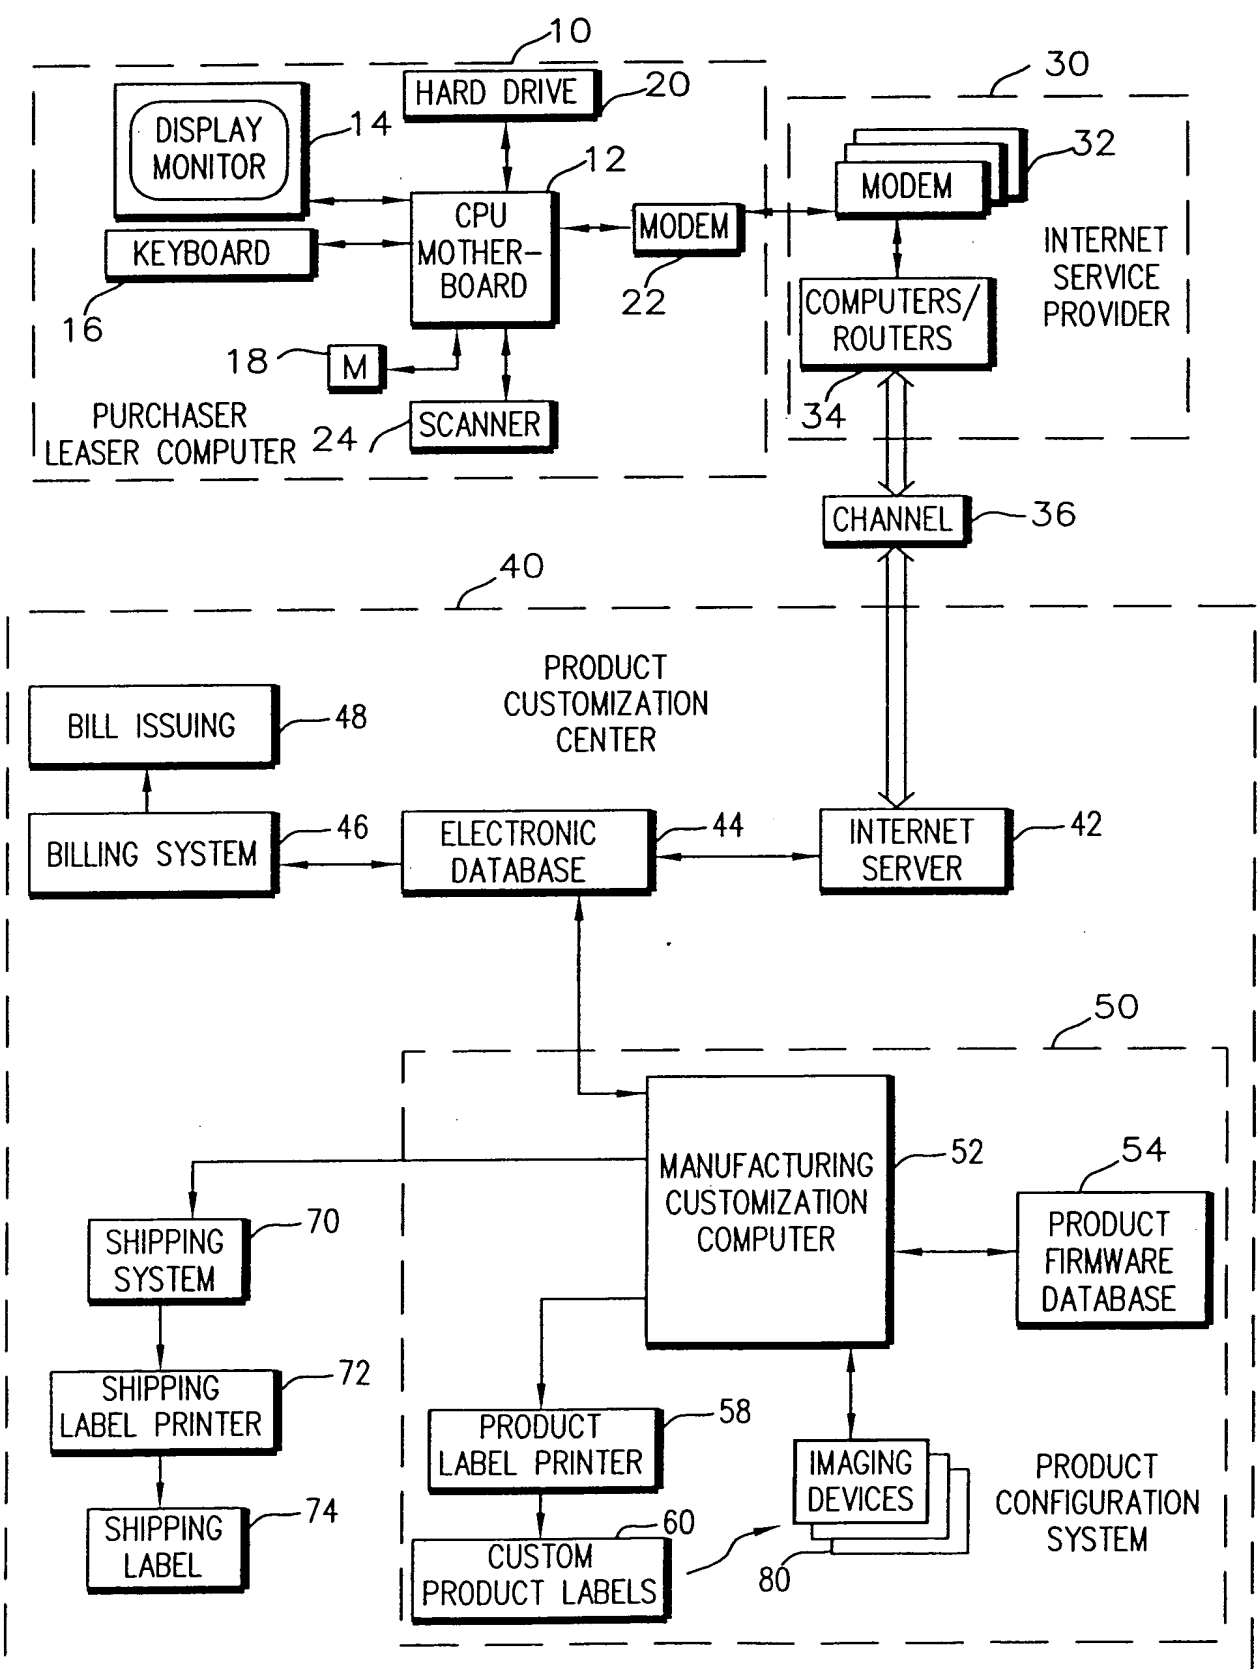 10
HARD DRIVE
20
DISPLAY
MONITOR
14
12
CPU
MOTHER-
BOARD
KEYBOARD
16
MODEM
22
18
M
SCANNER
24
PURCHASER
LEASER COMPUTER
30
32
MODEM
COMPUTERS/
ROUTERS
34
INTERNET
SERVICE
PROVIDER
CHANNEL
36
40
PRODUCT
CUSTOMIZATION
CENTER
BILL ISSUING
48
BILLING SYSTEM
46
ELECTRONIC
DATABASE
44
INTERNET
SERVER
42
50
MANUFACTURING
CUSTOMIZATION
COMPUTER
52
54
PRODUCT
FIRMWARE
DATABASE
SHIPPING
SYSTEM
70
SHIPPING
LABEL PRINTER
72
SHIPPING
LABEL
74
PRODUCT
LABEL PRINTER
58
60
CUSTOM
PRODUCT LABELS
IMAGING
DEVICES
80
PRODUCT
CONFIGURATION
SYSTEM